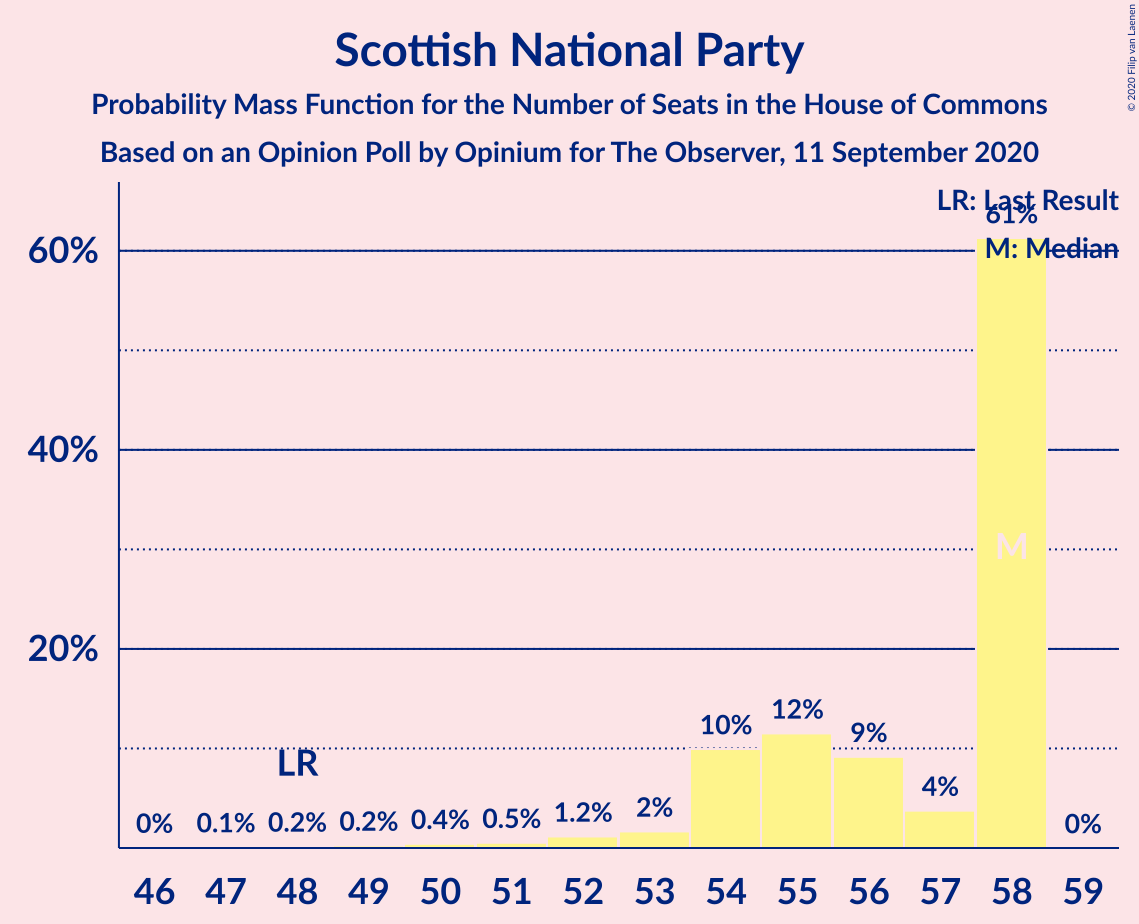 Scottish National Party
Probability Mass Function for the Number of Seats in the House of Commons
Based on an Opinion Poll by Opinium for The Observer, 11 September 2020
© 2020 Filip van Laenen
LR: Last Result
M: Median
61%
60%
40%
20%
M
LR
0%
0.1%
0.2%
0.2%
0.4%
0.5%
1.2%
2%
10%
12%
9%
4%
0%
46 47 48 49 50 51 52 53 54 55 56 57 58 59